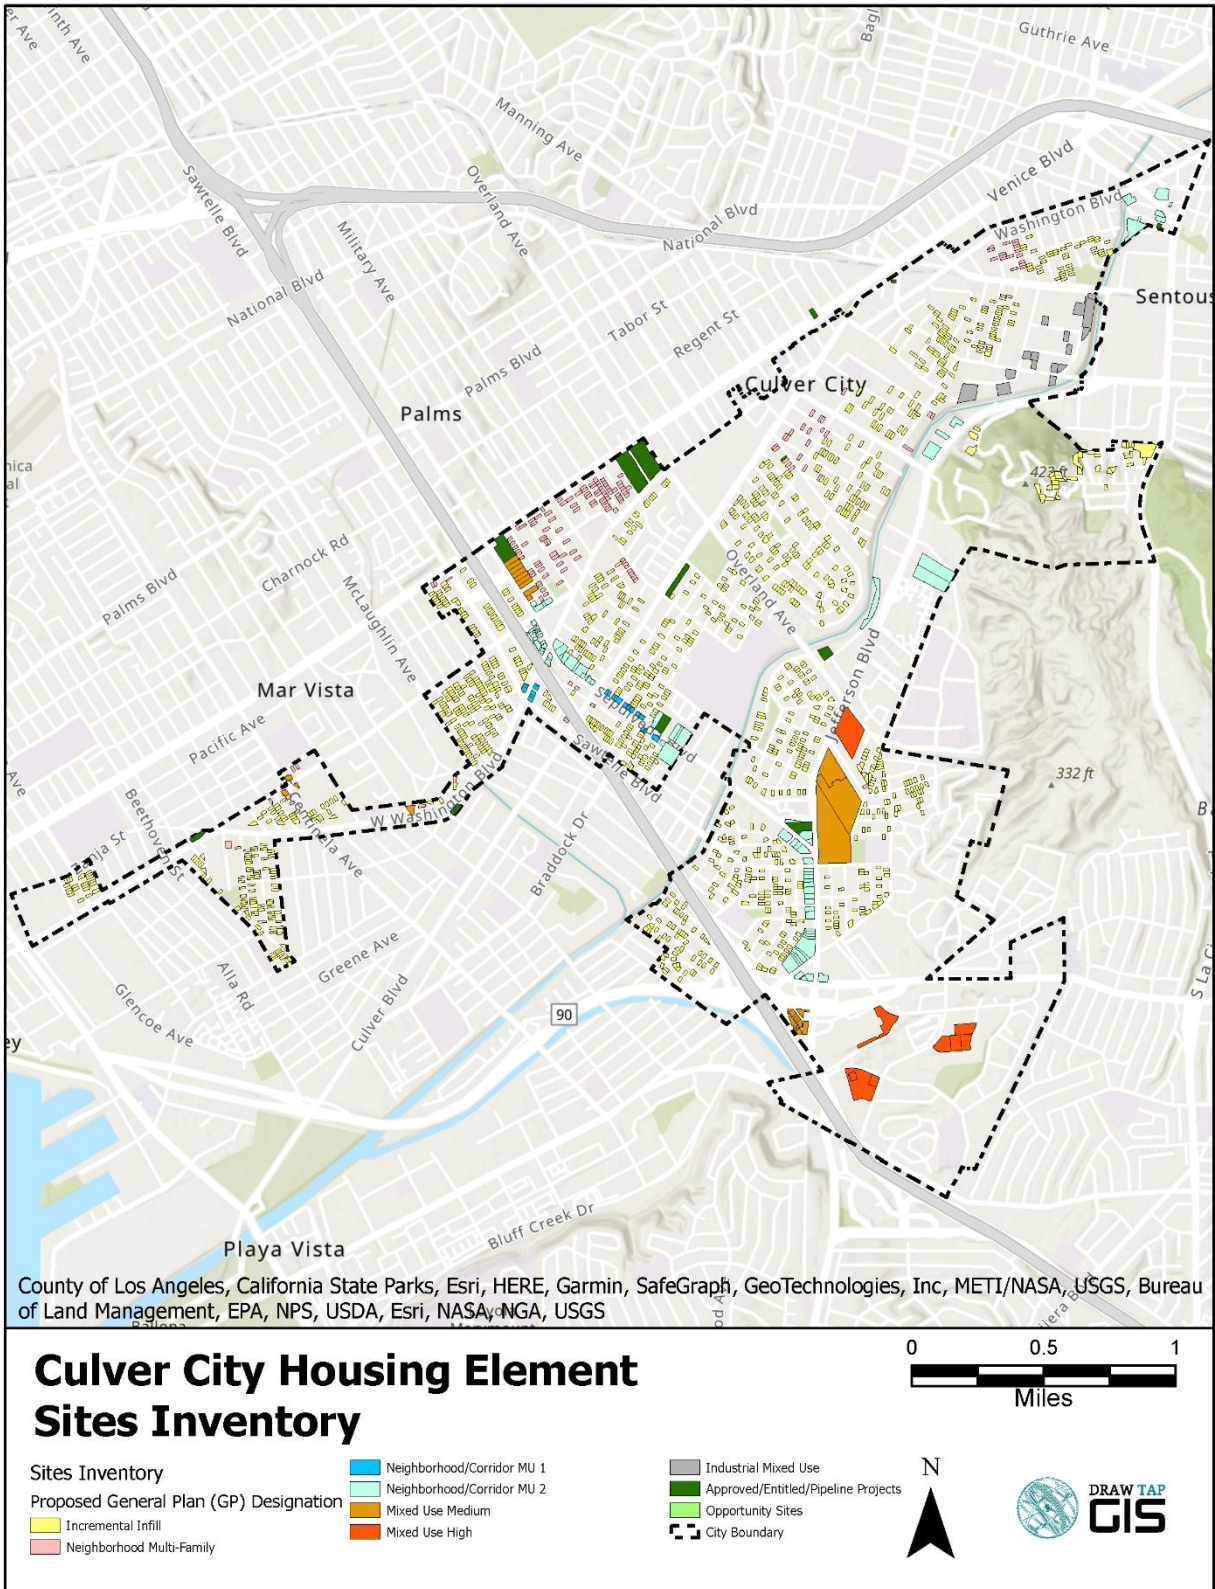 Guthrie Ave
Manning Ave
Overland Ave
Venice Blvd
Washington Blvd
Sawtelle Blvd
Military Ave
National Blvd
National Blvd
Sentous
Tabor St
Regent St
Palms Blvd
Culver City
Palms
423 ft
Charnock Rd
Palms Blvd
McLaughlin Ave
Overland Ave
Jefferson Blvd
Mar Vista
Pacific Ave
Sepulveda Blvd
Sawtelle Blvd
332 ft
W Washington Blvd
Centinela Ave
Beethoven St
Braddock Dr
Greene Ave
Alla Rd
Culver Blvd
Glencoe Ave
90
Bluff Creek Dr
Playa Vista
County of Los Angeles, California State Parks, Esri, HERE, Garmin, SafeGraph, GeoTechnologies, Inc, METI/NASA, USGS, Bureau
of Land Management, EPA, NPS, USDA, Esri, NASA, NGA, USGS
Culver City Housing Element
Sites Inventory
0 0.5 1
Miles
Sites Inventory
Proposed General Plan (GP) Designation
Incremental Infill
Neighborhood Multi-Family
Neighborhood/Corridor MU 1
Neighborhood/Corridor MU 2
Mixed Use Medium
Mixed Use High
Industrial Mixed Use
Approved/Entitled/Pipeline Projects
Opportunity Sites
City Boundary
N
DRAW TAP
GIS